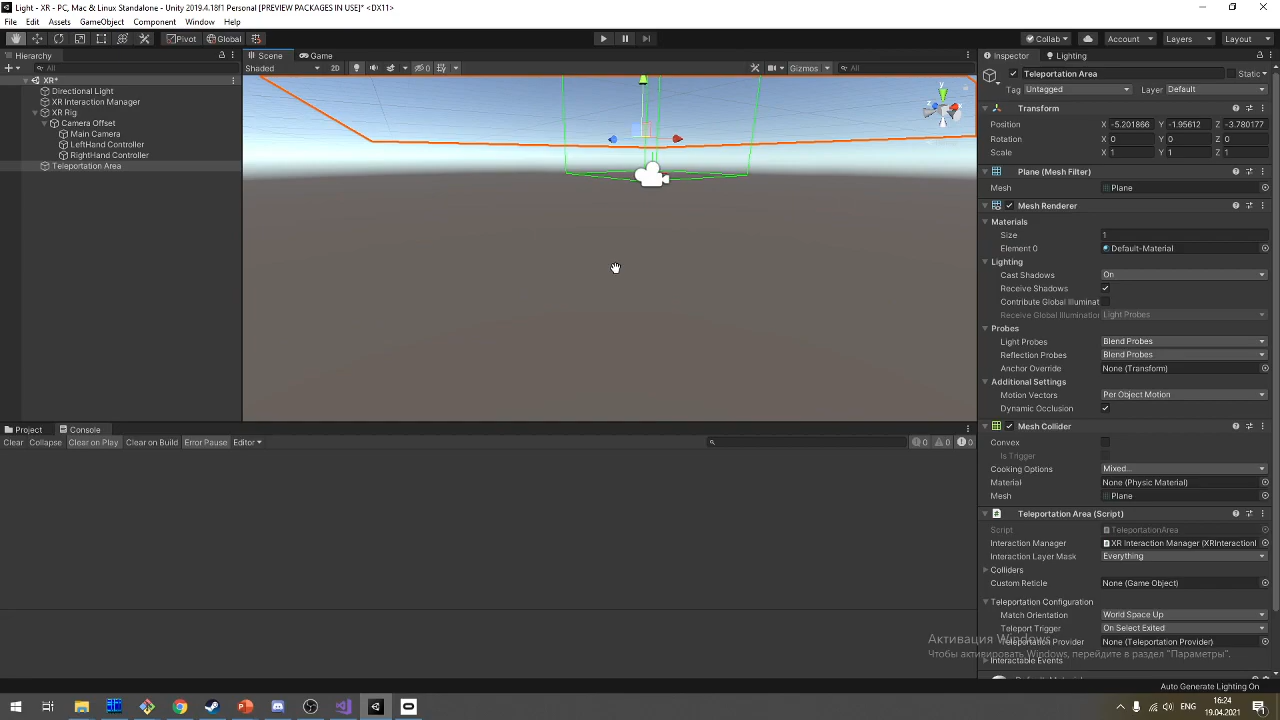 Light - XR - PC, Mac & Linux Standalone - Unity 2019.4.18f1 Personal [PREVIEW PACKAGES IN USE]* <DX11>
File Edit Assets GameObject Component Window Help
Pivot Global Collab Account Layers Layout
Hierarchy Scene Game Inspector Lighting
All Shaded 2D 0 Gizmos All Teleportation Area Static
XR*
Tag Untagged Layer Default
Directional Light
XR Interaction Manager
XR Rig
Camera Offset
Main Camera
LeftHand Controller
RightHand Controller
Teleportation Area
y
x
z
Transform
Position X -5.201866 Y -1.95612 Z -3.780177
Rotation X 0 Y 0 Z 0
Scale X 1 Y 1 Z 1
Plane (Mesh Filter)
Mesh Plane
Mesh Renderer
Materials
Size 1
Element 0 Default-Material
Lighting
Cast Shadows On
Receive Shadows
Contribute Global Illuminat
Receive Global Illumination Light Probes
Probes
Light Probes Blend Probes
Reflection Probes Blend Probes
Anchor Override None (Transform)
Additional Settings
Motion Vectors Per Object Motion
Dynamic Occlusion
Mesh Collider
Convex
Is Trigger
Cooking Options Mixed...
Material None (Physic Material)
Mesh Plane
Teleportation Area (Script)
Script TeleportationArea
Interaction Manager XR Interaction Manager (XRInteractionI
Interaction Layer Mask Everything
Colliders
Custom Reticle None (Game Object)
Teleportation Configuration
Match Orientation World Space Up
Teleport Trigger On Select Exited
Teleportation Provider None (Teleportation Provider)
Interactable Events
Project Console
Clear Collapse Clear on Play Clear on Build Error Pause Editor 0 0 0
Активация Windows
Чтобы активировать Windows, перейдите в раздел "Параметры".
Auto Generate Lighting On
16:24
19.04.2021